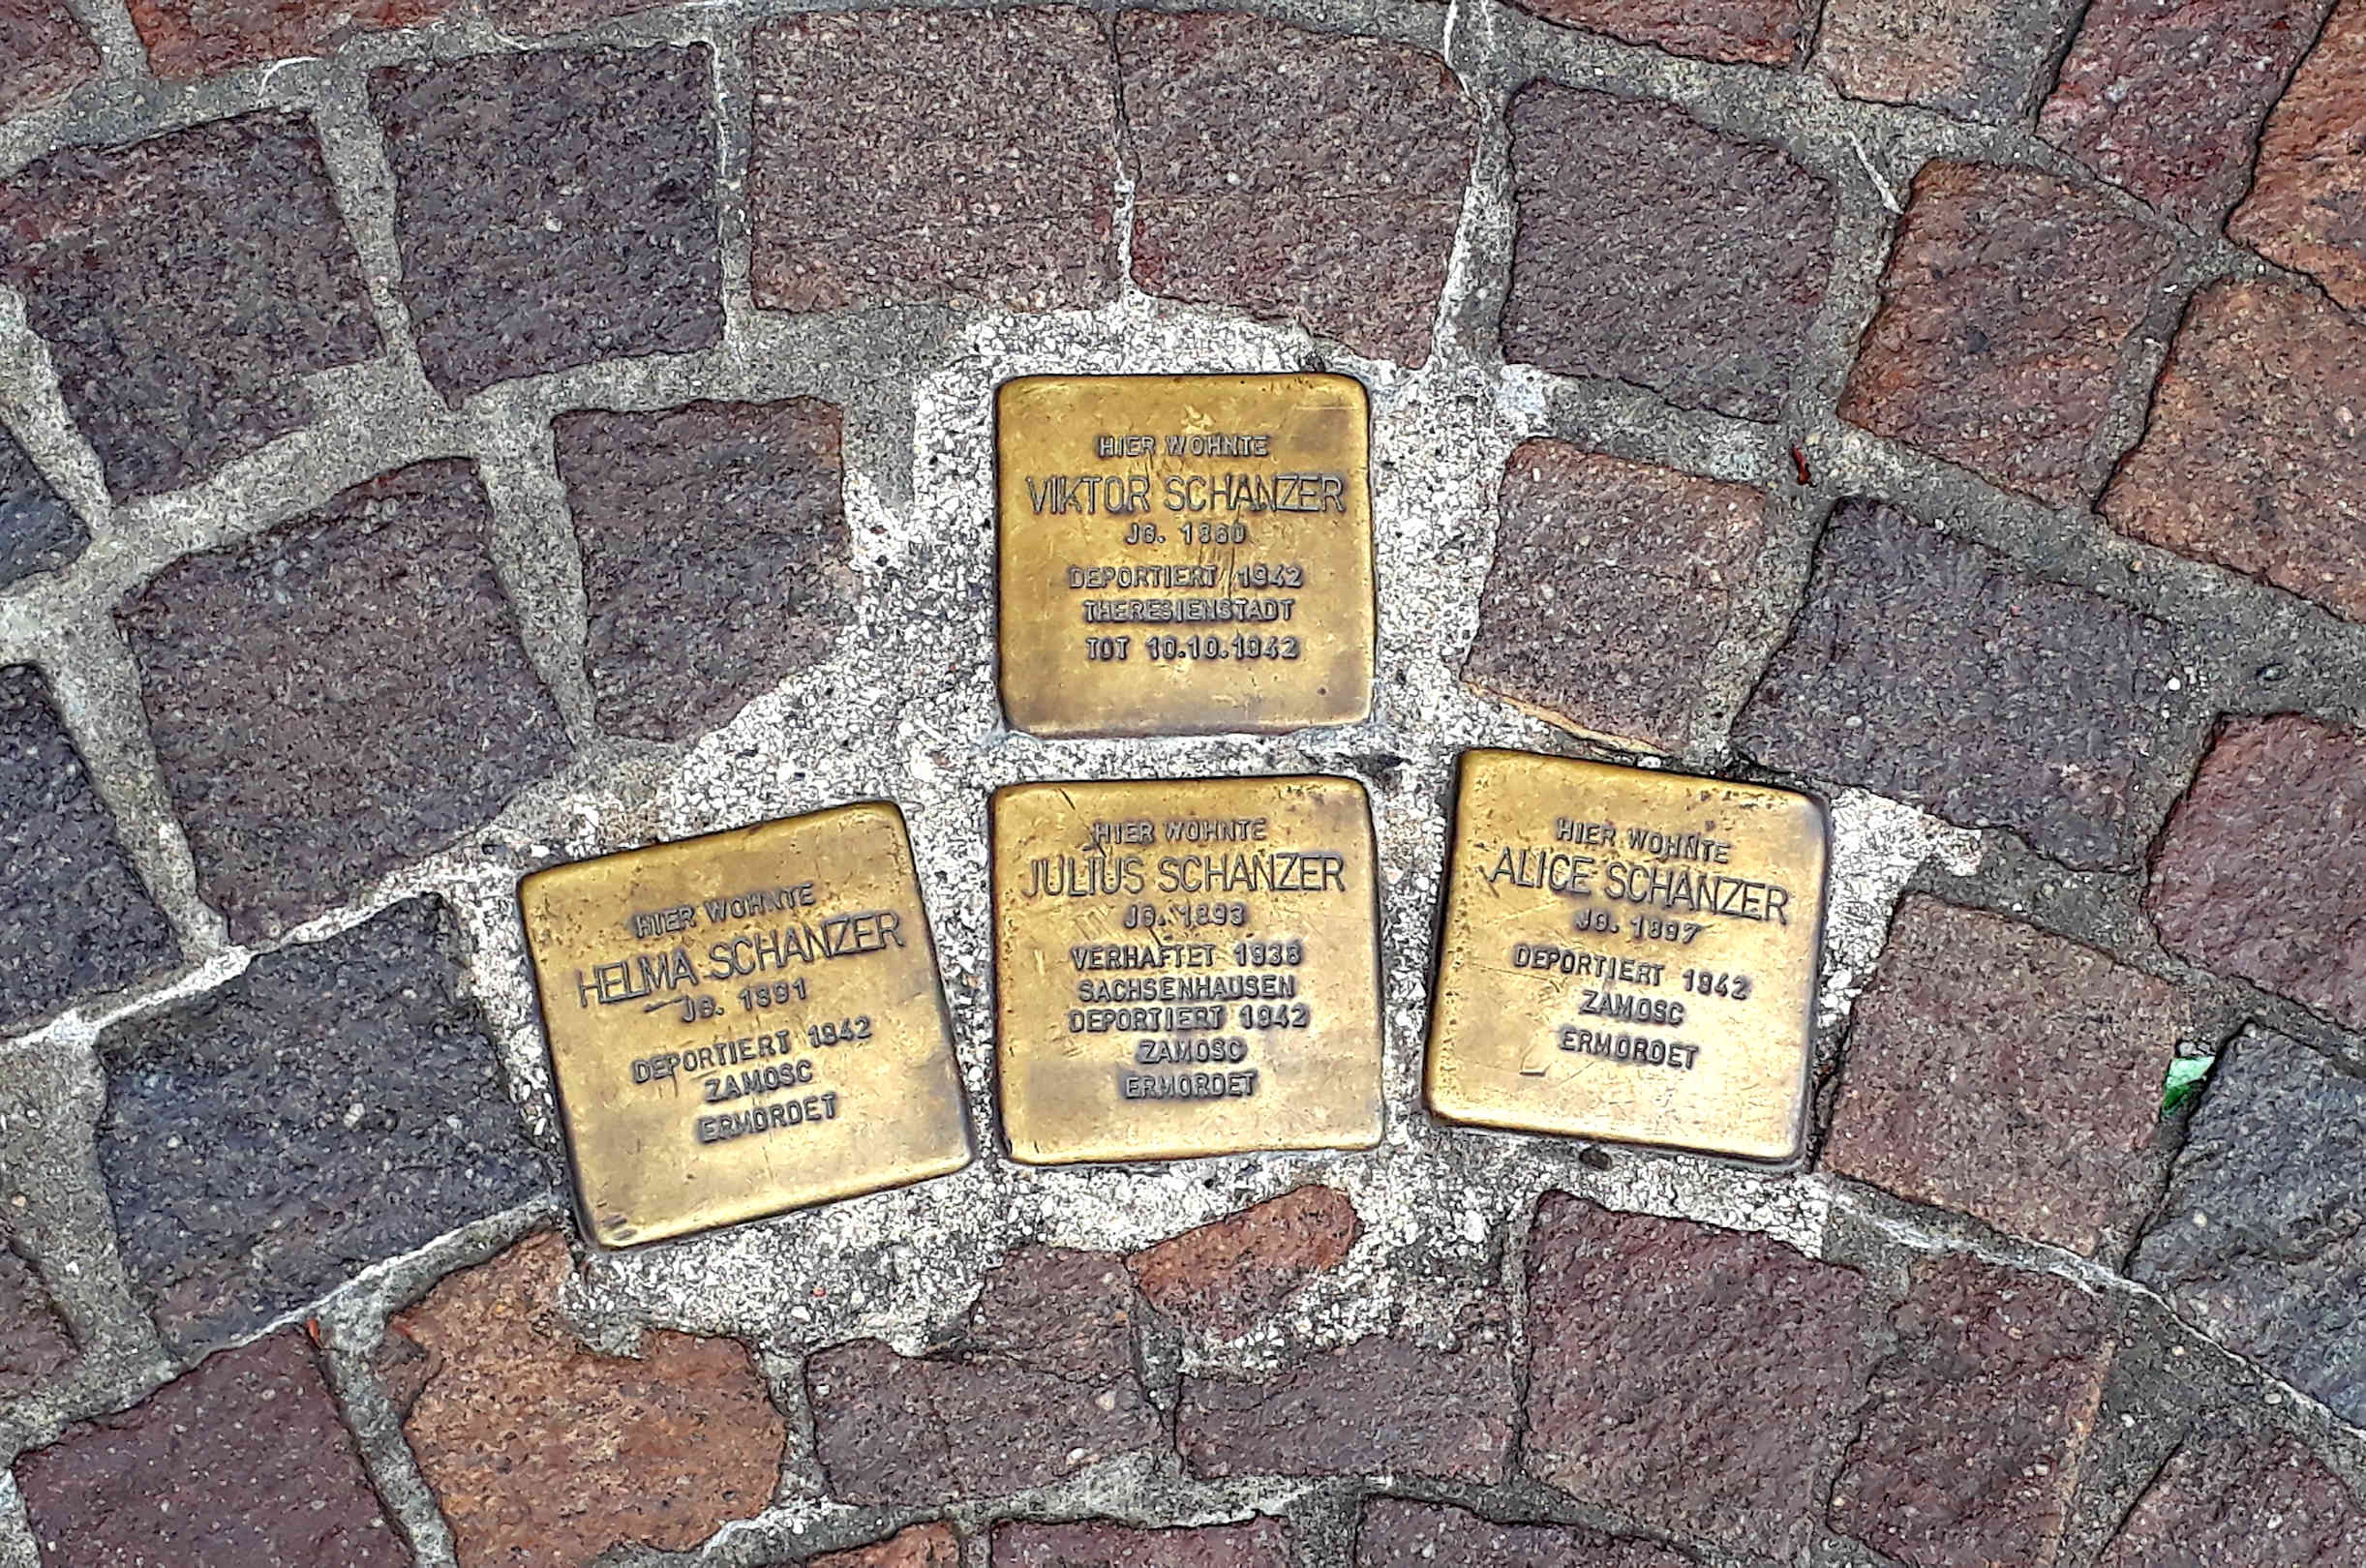 HIER WOHNTE
VIKTOR SCHANZER
JG. 1860
DEPORTIERT 1942
THERESIENSTADT
TOT 10.10.1942
HIER WOHNTE
HELMA SCHANZER
JG. 1891
DEPORTIERT 1942
ZAMOSC
ERMORDET
HIER WOHNTE
JULIUS SCHANZER
JG. 1893
VERHAFTET 1938
SACHSENHAUSEN
DEPORTIERT 1942
ZAMOSC
ERMORDET
HIER WOHNTE
ALICE SCHANZER
JG. 1897
DEPORTIERT 1942
ZAMOSC
ERMORDET